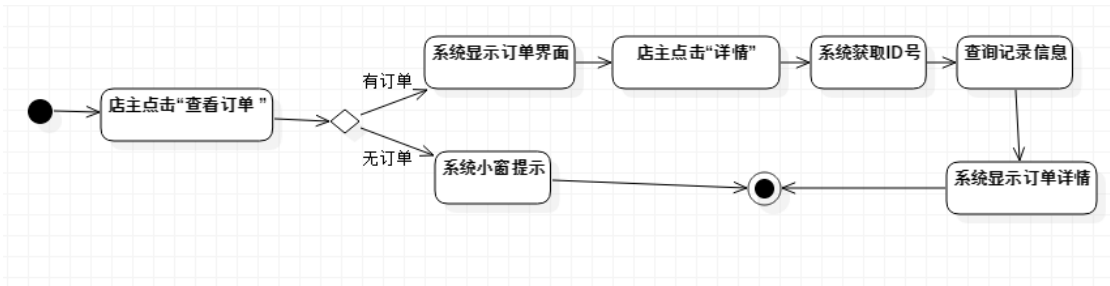 系统显示订单界面
店主点击“详情”
系统获取ID号
查询记录信息
有订单
店主点击“查看订单 ”
无订单
系统小窗提示
系统显示订单详情